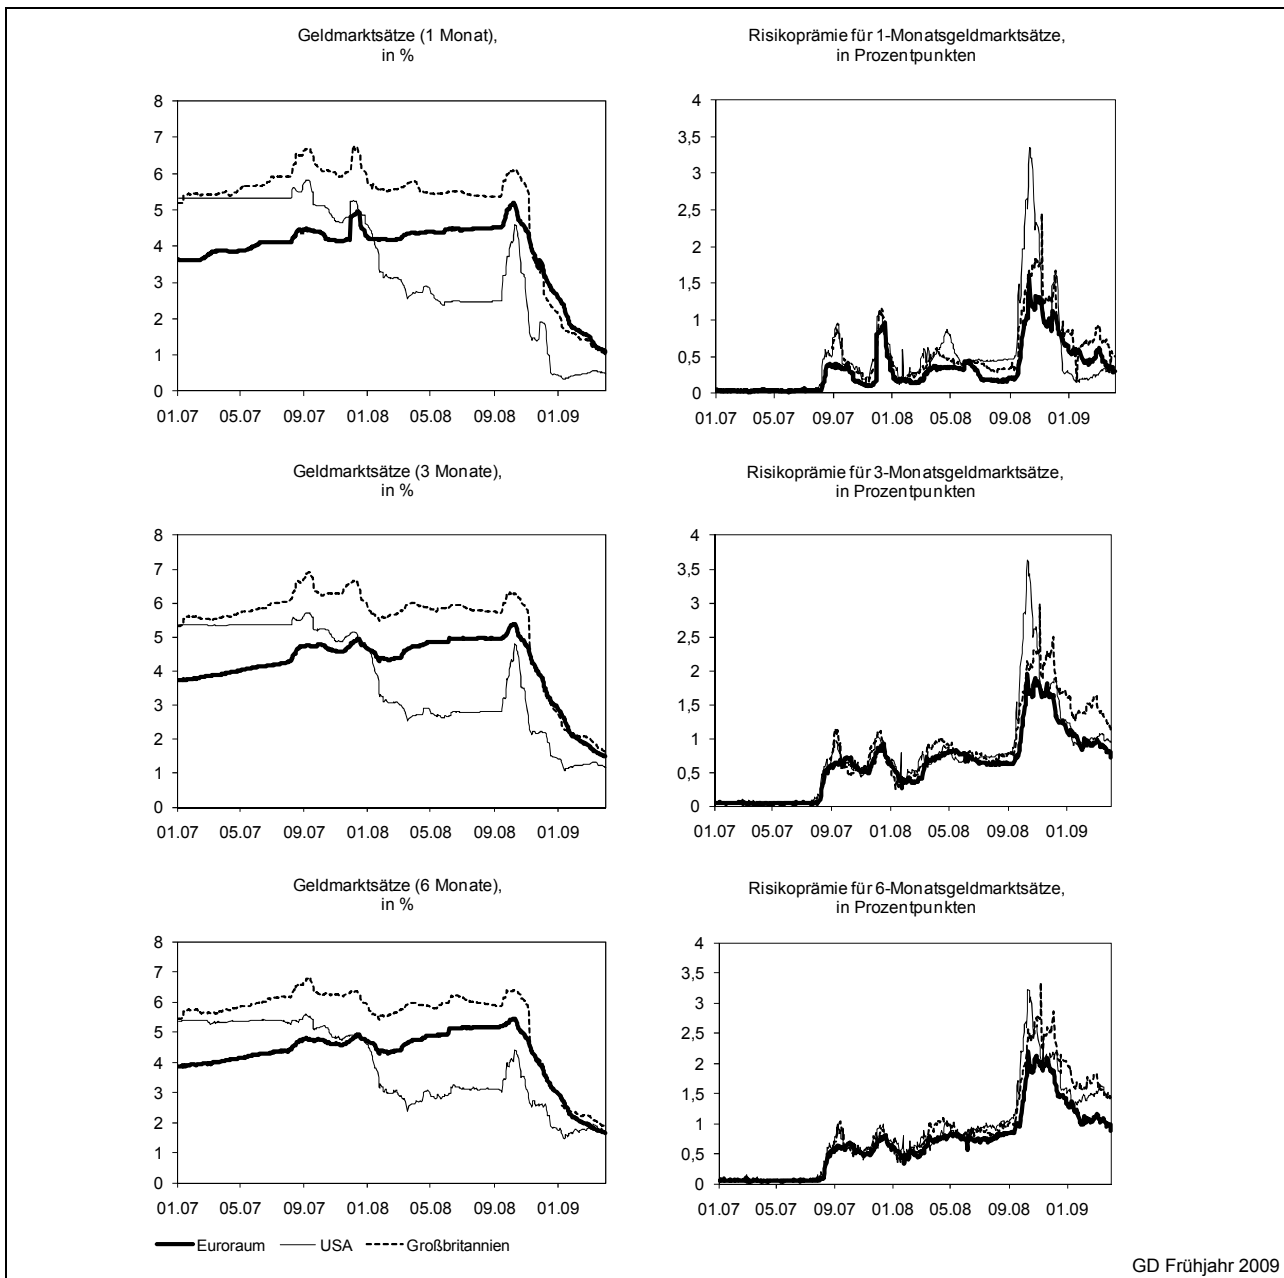 Geldmarktsätze (1 Monat),
in %
8
7
6
5
4
3
2
1
0
01.07 05.07 09.07 01.08 05.08 09.08 01.09
Risikoprämie für 1-Monatsgeldmarktsätze,
in Prozentpunkten
4
3,5
3
2,5
2
1,5
1
0,5
0
01.07 05.07 09.07 01.08 05.08 09.08 01.09
Geldmarktsätze (3 Monate),
in %
8
7
6
5
4
3
2
1
0
01.07 05.07 09.07 01.08 05.08 09.08 01.09
Risikoprämie für 3-Monatsgeldmarktsätze,
in Prozentpunkten
4
3,5
3
2,5
2
1,5
1
0,5
0
01.07 05.07 09.07 01.08 05.08 09.08 01.09
Geldmarktsätze (6 Monate),
in %
8
7
6
5
4
3
2
1
0
01.07 05.07 09.07 01.08 05.08 09.08 01.09
Risikoprämie für 6-Monatsgeldmarktsätze,
in Prozentpunkten
4
3,5
3
2,5
2
1,5
1
0,5
0
01.07 05.07 09.07 01.08 05.08 09.08 01.09
Euroraum USA Großbritannien
GD Frühjahr 2009